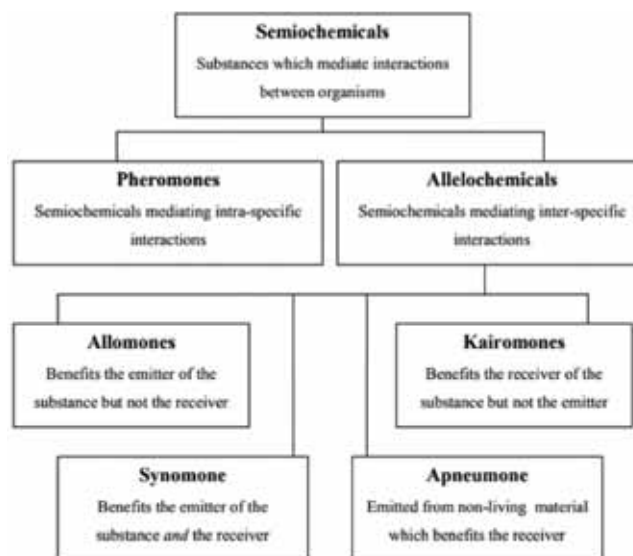 Semiochemicals
Substances which mediate interactions
between organisms
Pheromones
Semiochemicals mediating intra-specific
interactions
Allelochemicals
Semiochemicals mediating inter-specific
interactions
Allomones
Benefits the emitter of the
substance but not the receiver
Kairomones
Benefits the receiver of the
substance but not the emitter
Synomone
Benefits the emitter of the
substance and the receiver
Apneumone
Emitted from non-living material
which benefits the receiver